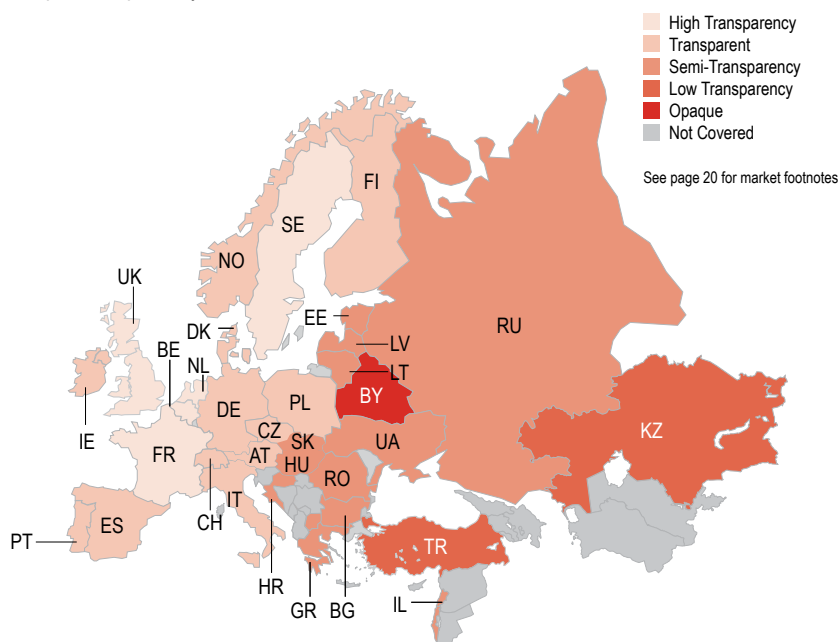 High Transparency
Transparent
Semi-Transparency
Low Transparency
Opaque
Not Covered
See page 20 for market footnotes
FI
SE
NO
UK
EE
RU
DK
LV
BE
NL
LT
BY
DE
PL
KZ
IE
CZ
SK
UA
FR
AT
HU
RO
IT
ES
CH
PT
TR
HR
GR
BG
IL